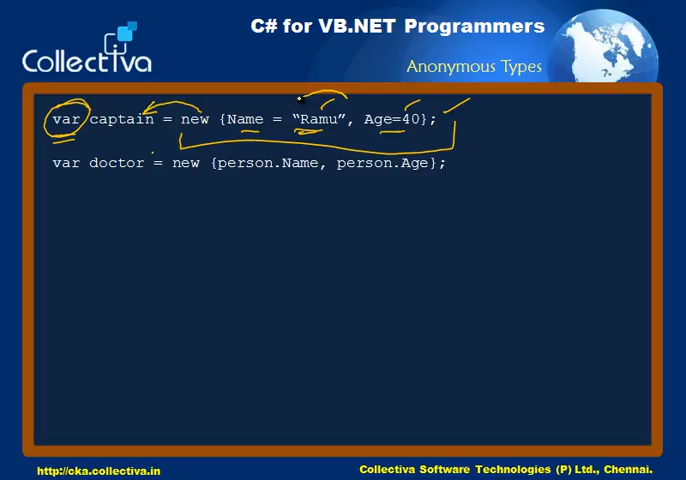 C# for VB.NET Programmers
Collectiva
Anonymous Types
var captain = new {Name = “Ramu”, Age=40};
var doctor = new {person.Name, person.Age};
http://cka.collectiva.in
Collectiva Software Technologies (P) Ltd., Chennai.